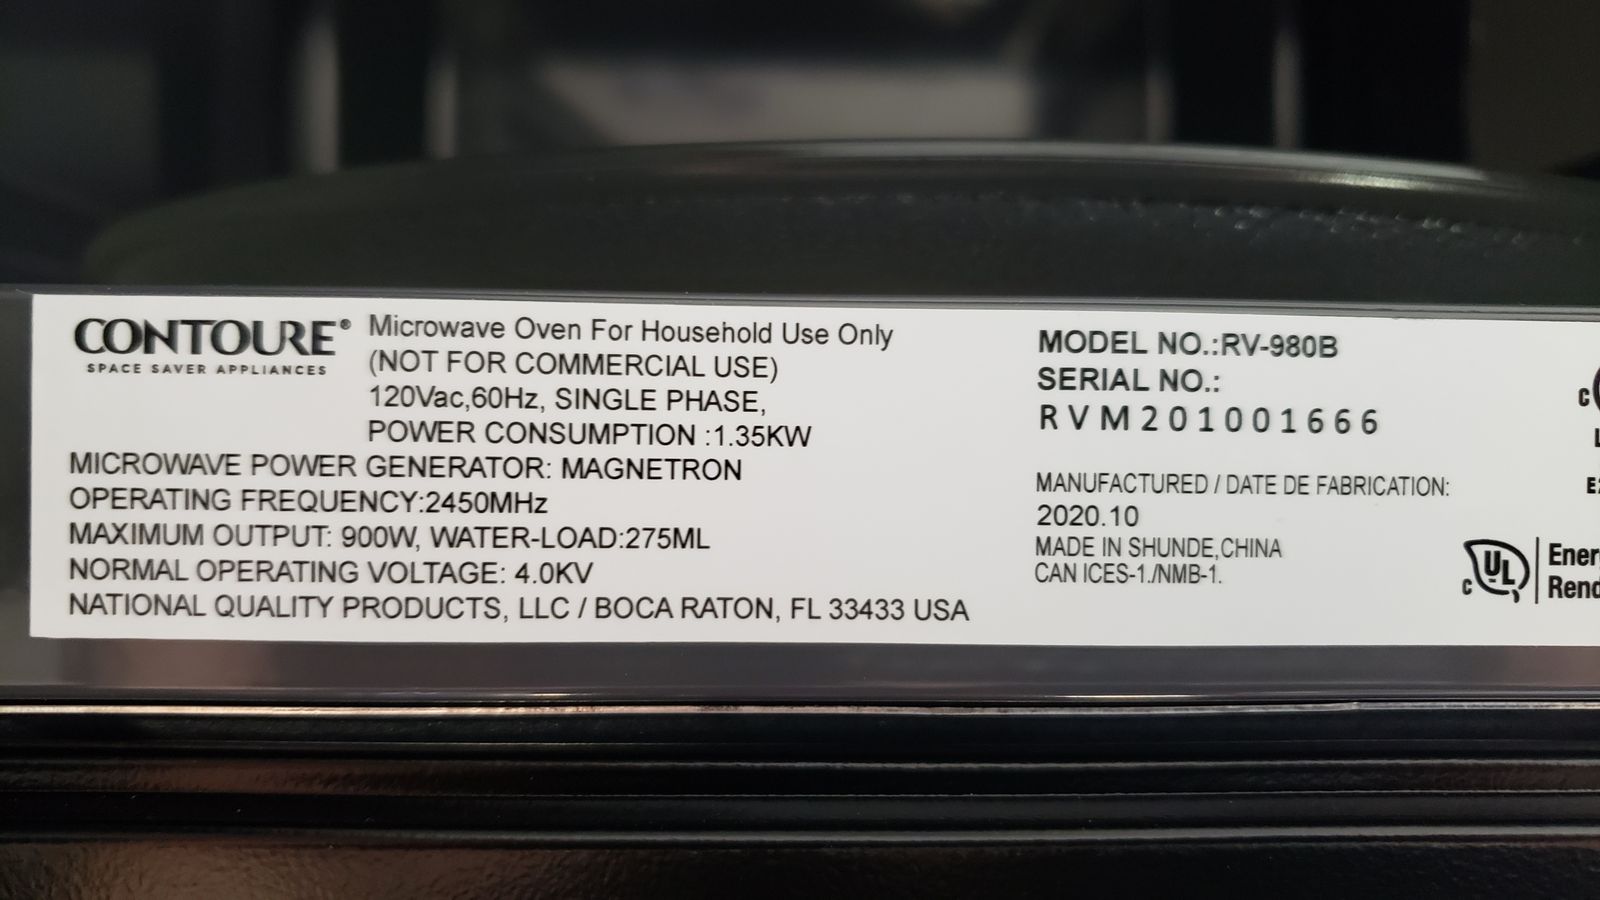 CONTOURE®
SPACE SAVER APPLIANCES
Microwave Oven For Household Use Only
(NOT FOR COMMERCIAL USE)
120Vac,60Hz, SINGLE PHASE,
POWER CONSUMPTION :1.35KW
MICROWAVE POWER GENERATOR: MAGNETRON
OPERATING FREQUENCY:2450MHz
MAXIMUM OUTPUT: 900W, WATER-LOAD:275ML
NORMAL OPERATING VOLTAGE: 4.0KV
NATIONAL QUALITY PRODUCTS, LLC / BOCA RATON, FL 33433 USA
MODEL NO.:RV-980B
SERIAL NO.:
RVM201001666
MANUFACTURED / DATE DE FABRICATION:
2020.10
MADE IN SHUNDE,CHINA
CAN ICES-1./NMB-1.
C
C UL